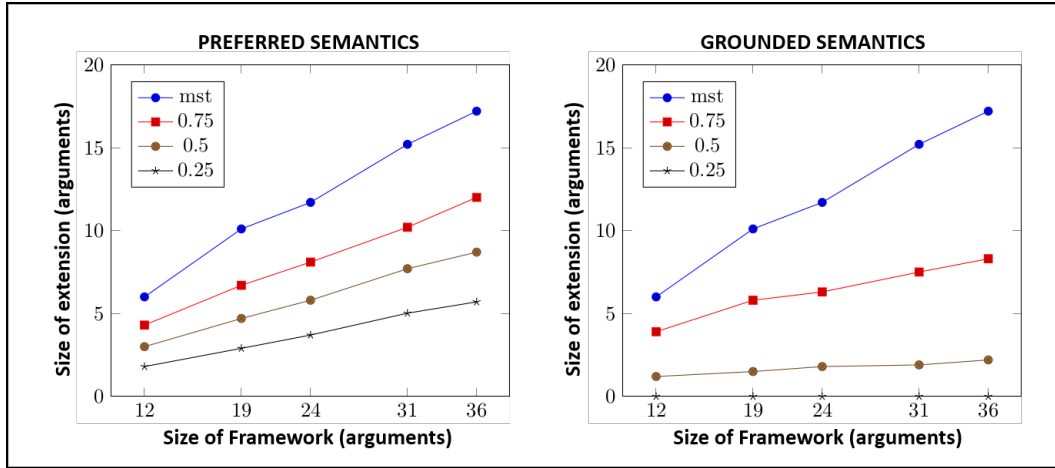 PREFERRED SEMANTICS
Size of extension (arguments)
20
15
10
5
0
mst
0.75
0.5
0.25
12 19 24 31 36
Size of Framework (arguments)
GROUNDED SEMANTICS
Size of extension (arguments)
20
15
10
5
0
mst
0.75
0.5
0.25
12 19 24 31 36
Size of Framework (arguments)